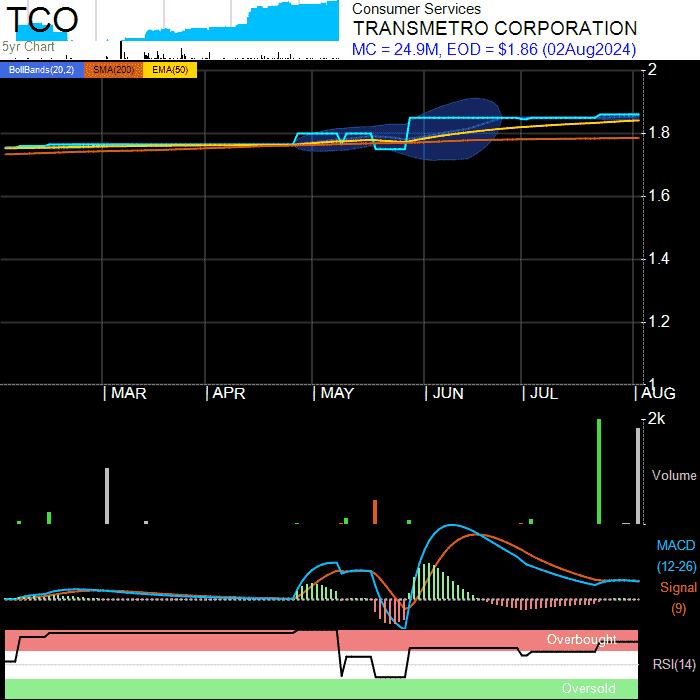 TCO
5yr Chart
Consumer Services
TRANSMETRO CORPORATION
MC = 24.9M, EOD = $1.86 (02Aug2024)
BollBands(20,2) SMA(200) EMA(50)
2
1.8
1.6
1.4
1.2
1
| MAR | APR | MAY | JUN | JUL | AUG
2k
Volume
MACD
(12-26)
Signal
(9)
Overbought
RSI(14)
Oversold